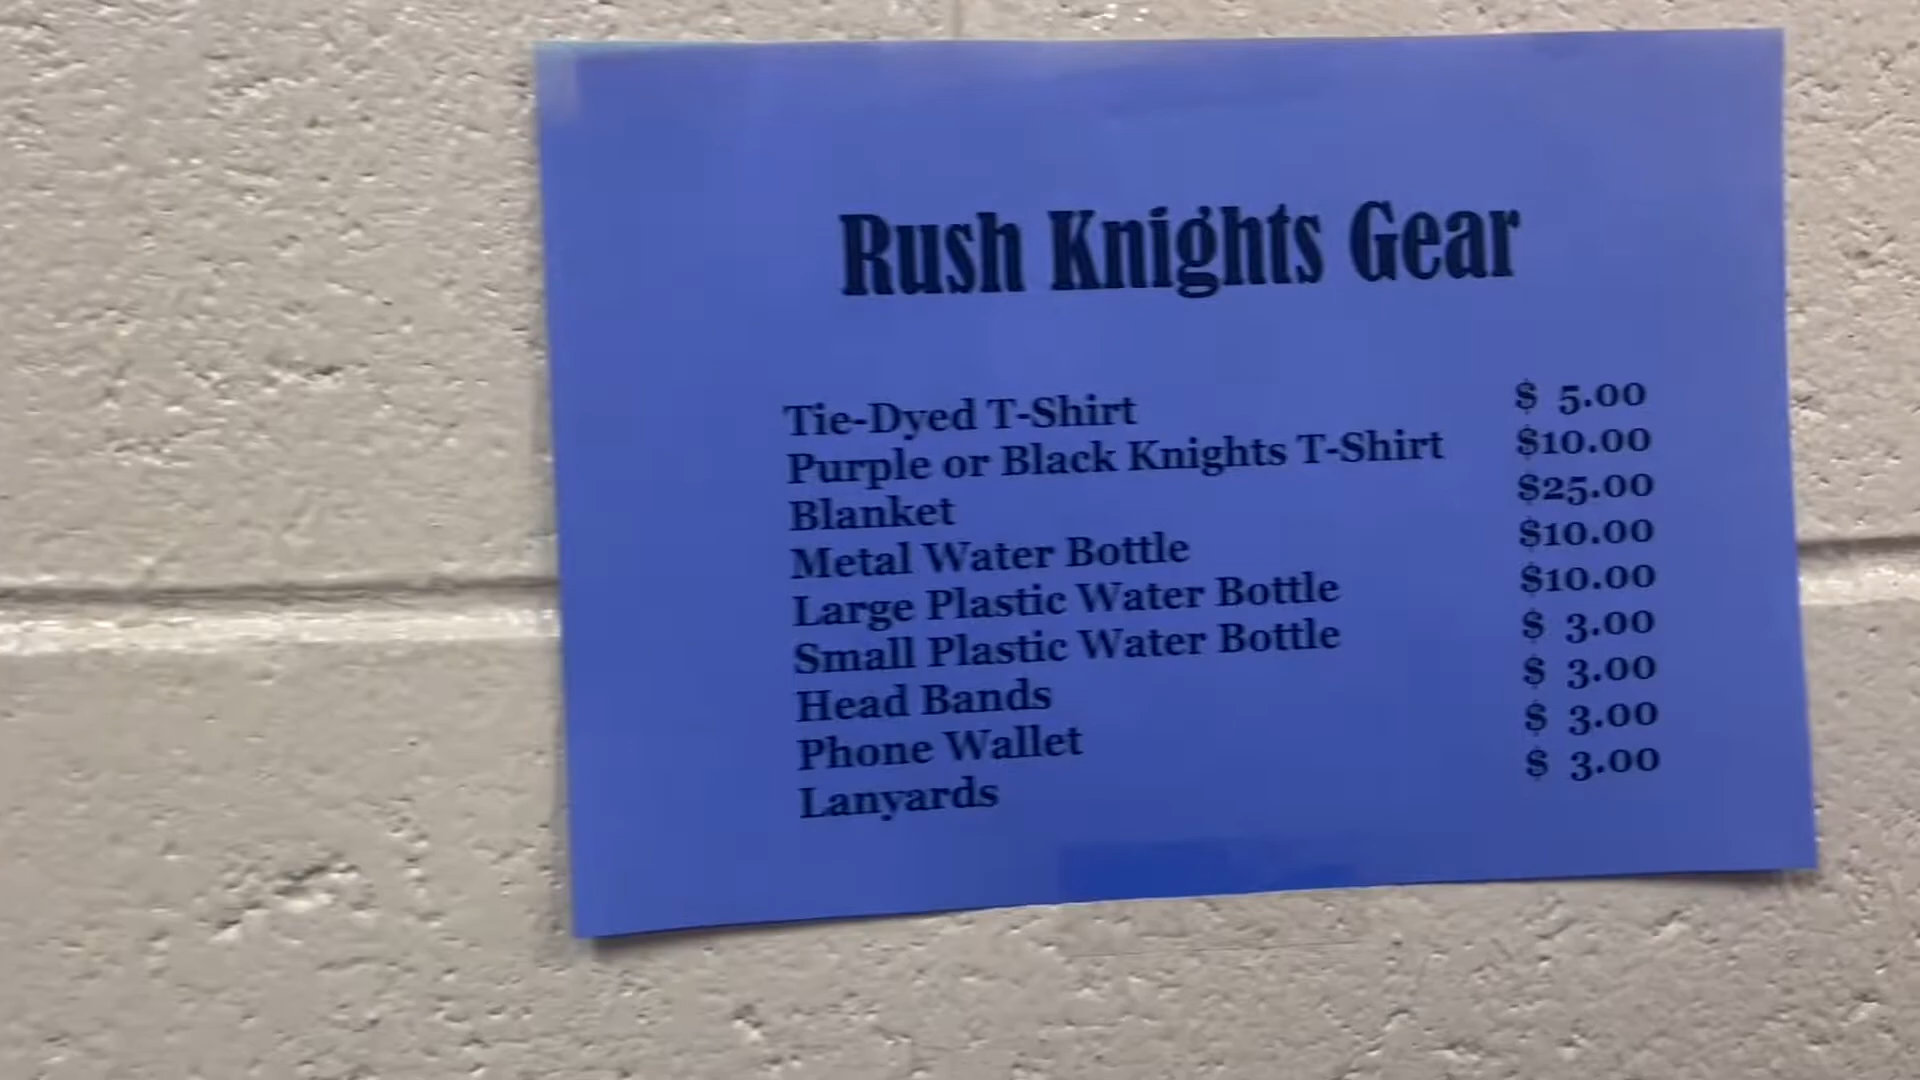 Rush Knights Gear
Tie-Dyed T-Shirt $ 5.00
Purple or Black Knights T-Shirt $10.00
Blanket $25.00
Metal Water Bottle $10.00
Large Plastic Water Bottle $10.00
Small Plastic Water Bottle $ 3.00
Head Bands $ 3.00
Phone Wallet $ 3.00
Lanyards $ 3.00